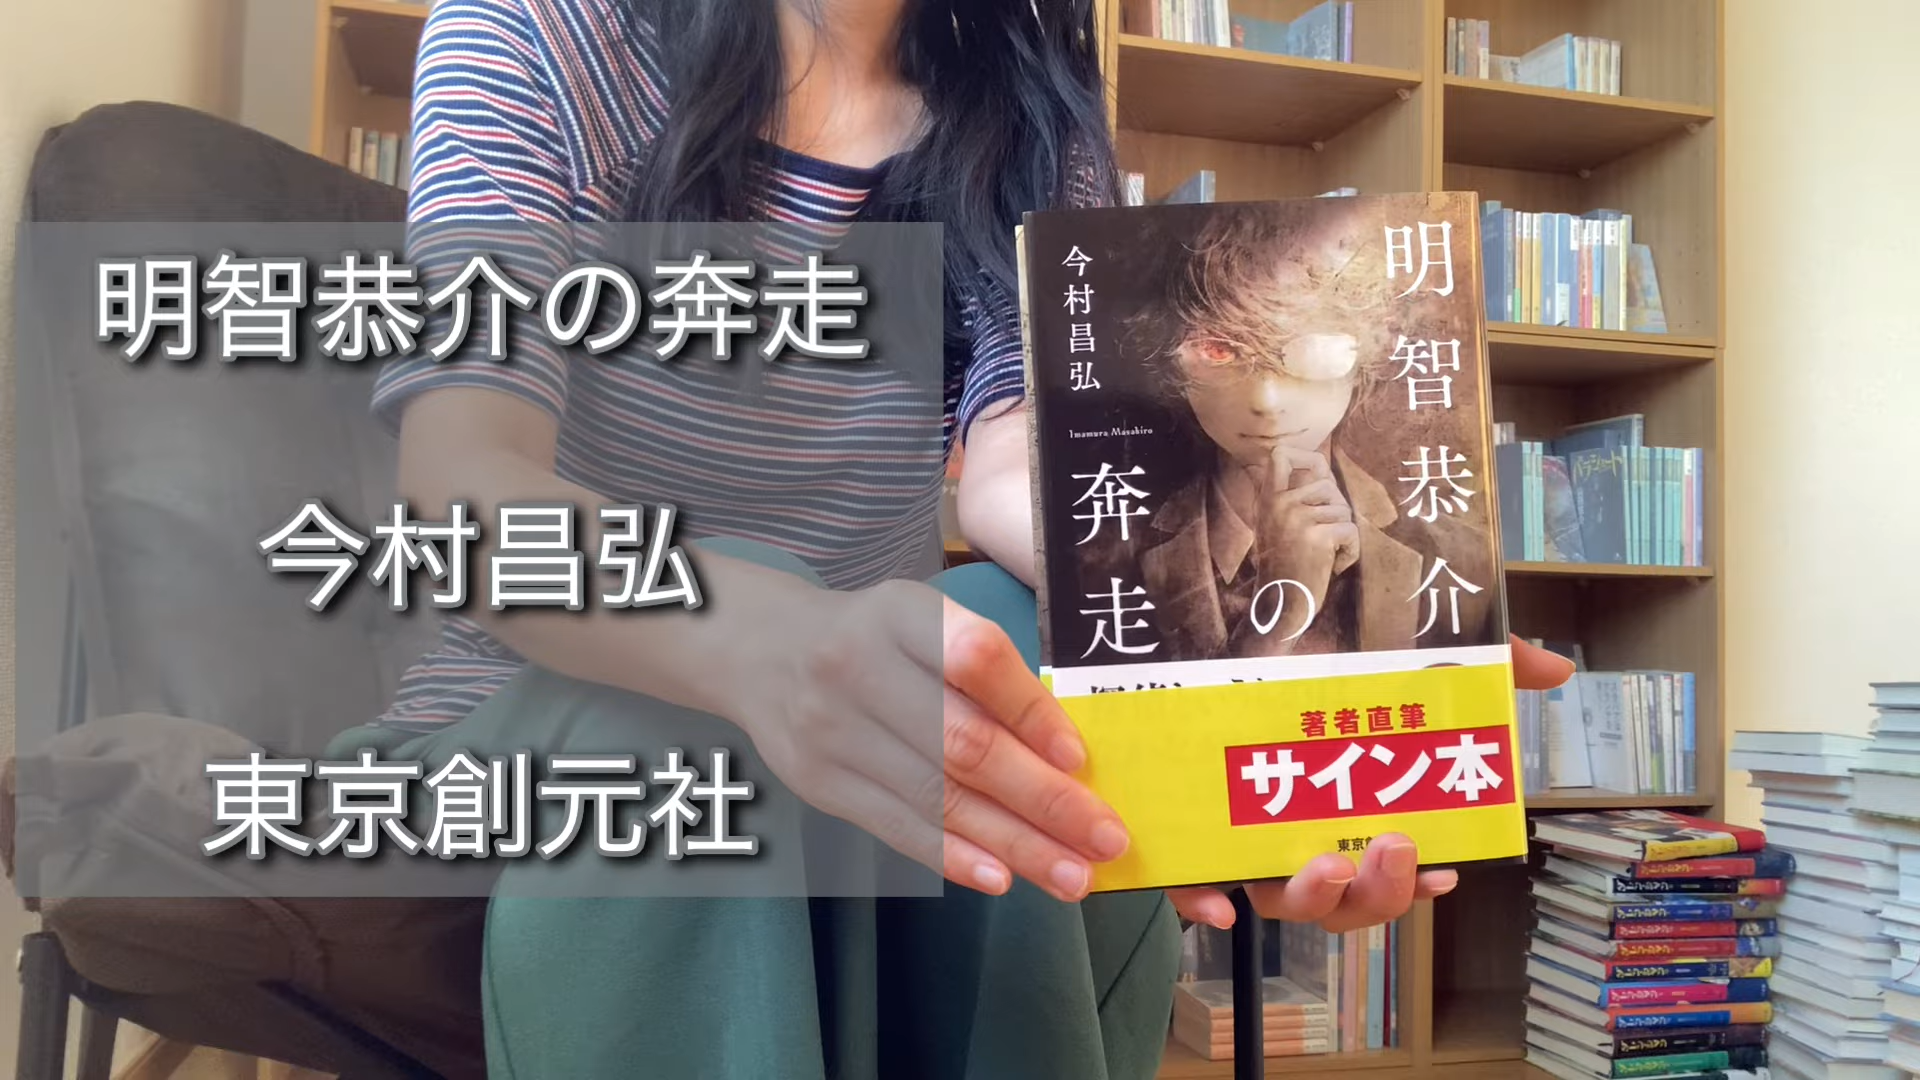 明智恭介の奔走
今村昌弘
東京創元社
明智恭介の奔走
今村昌弘
Imamura Masahiro
著者直筆
サイン本
東京創